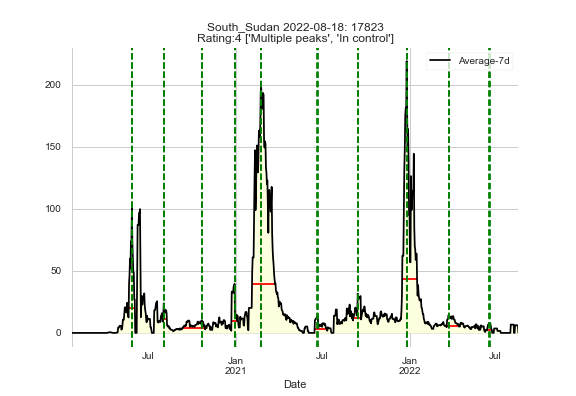 South_Sudan 2022-08-18: 17823
Rating:4 ['Multiple peaks', 'In control']
Average-7d
200
150
100
50
0
Jul
Jan
2021
Jul
Jan
2022
Jul
Date